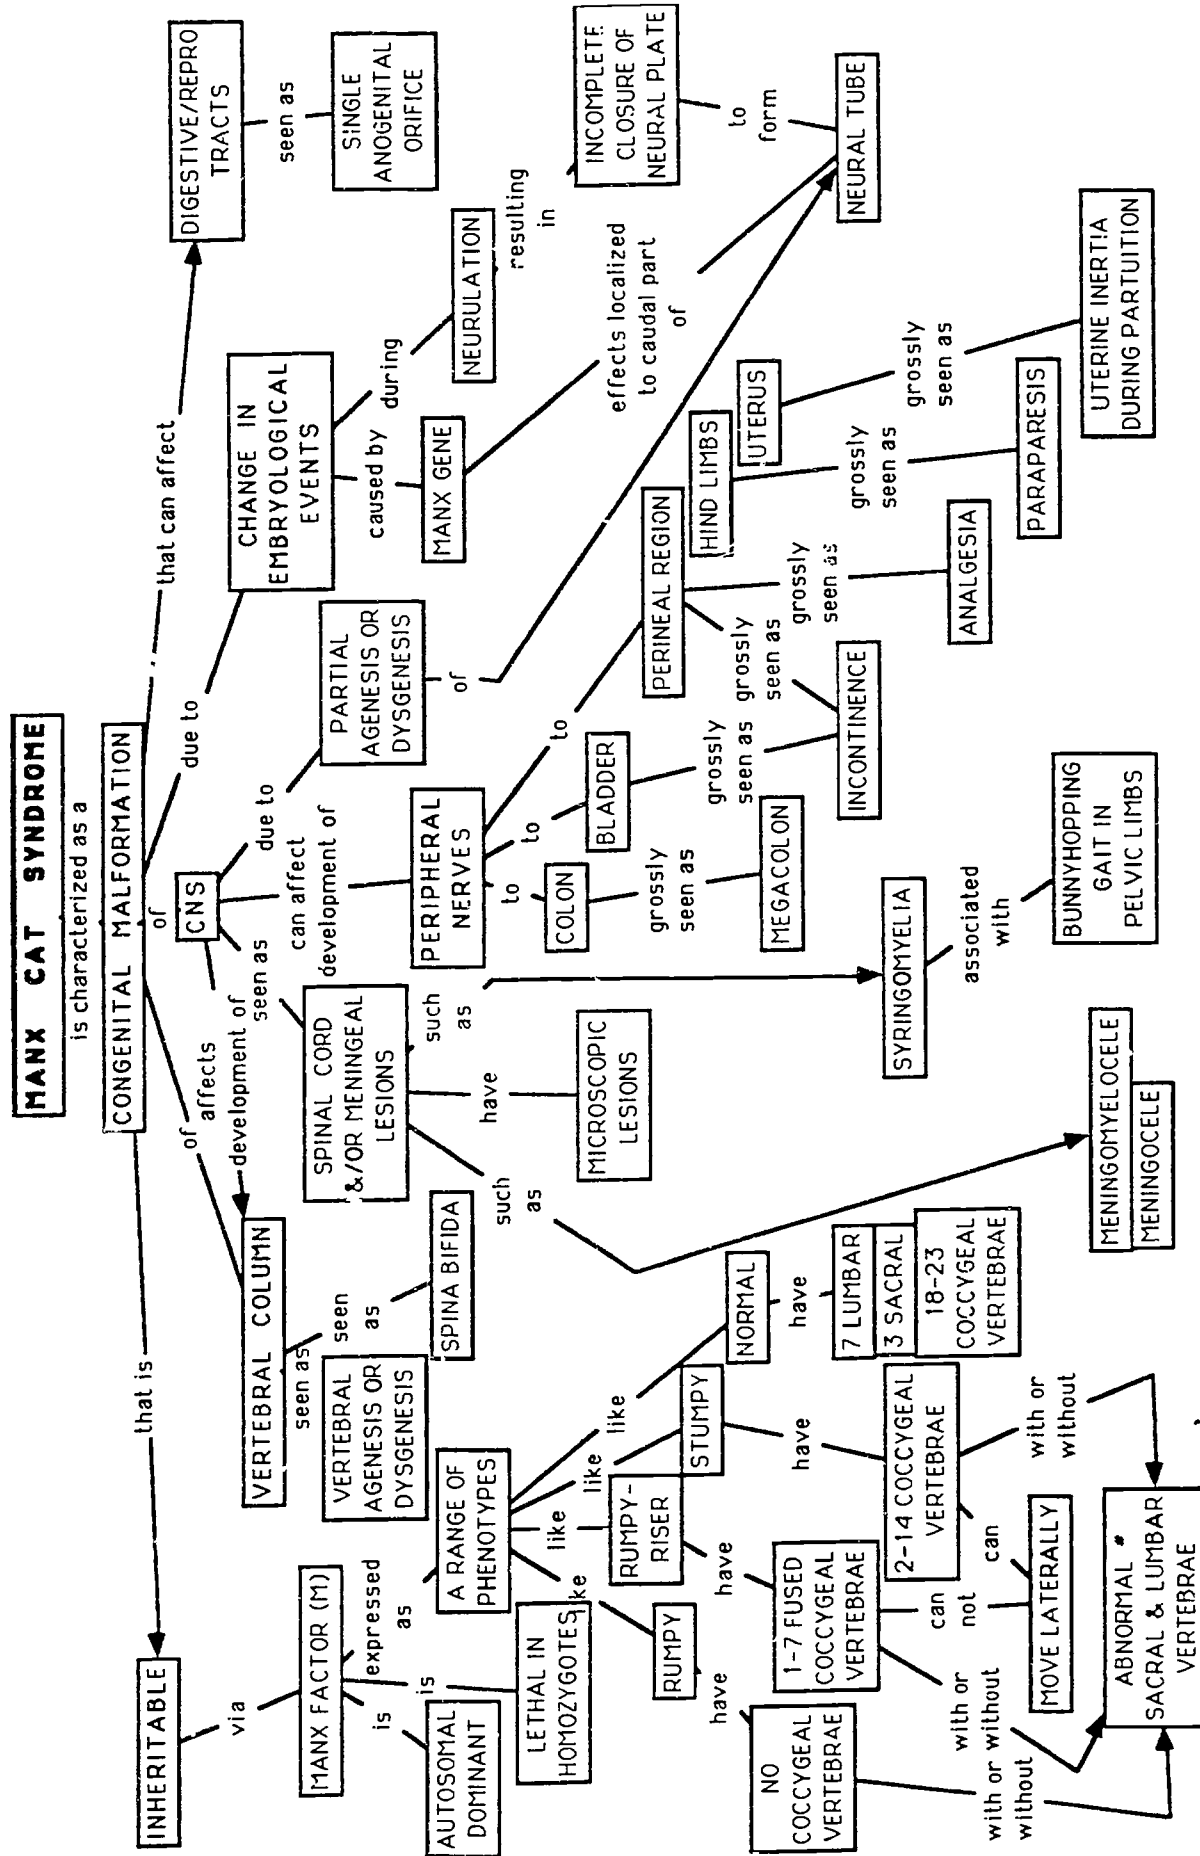 MANX CAT SYNDROME
is characterized as a
CONGENITAL MALFORMATION
that is
of
of
due to
that can affect
INHERITABLE
via
MANX FACTOR (M)
is
is
expressed
as
AUTOSOMAL
DOMINANT
LETHAL IN
HOMOZYGOTES
A RANGE OF
PHENOTYPES
like
like
like
RUMPY
RUMPY-
RISER
STUMPY
NORMAL
have
have
have
have
NO
COCCYGEAL
VERTEBRAE
1-7 FUSED
COCCYGEAL
VERTEBRAE
2-14 COCCYGEAL
VERTEBRAE
7 LUMBAR
3 SACRAL
18-23
COCCYGEAL
VERTEBRAE
with or
without
with or
without
can
not
can
with or
without
MOVE LATERALLY
ABNORMAL #
SACRAL & LUMBAR
VERTEBRAE
VERTEBRAL COLUMN
seen as
seen
as
VERTEBRAL
AGENESIS OR
DYSGENESIS
SPINA BIFIDA
CNS
affects
development of
seen as
can affect
development of
due to
SPINAL CORD
&/OR MENINGEAL
LESIONS
such
as
have
such
as
MICROSCOPIC
LESIONS
MENINGOMYELOCELE
MENINGOCELE
SYRINGOMYELIA
associated
with
BUNNYHOPPING
GAIT IN
PELVIC LIMBS
PERIPHERAL
NERVES
to
to
to
COLON
BLADDER
PERINEAL REGION
HIND LIMBS
UTERUS
grossly
seen as
grossly
seen as
grossly
seen as
grossly
seen as
grossly
seen as
grossly
seen as
MEGACOLON
INCONTINENCE
ANALGESIA
PARAPARESIS
UTERINE INERTIA
DURING PARTUITION
PARTIAL
AGENESIS OR
DYSGENESIS
of
CHANGE IN
EMBRYOLOGICAL
EVENTS
caused by
during
MANX GENE
NEURULATION
effects localized
to caudal part
of
resulting
in
INCOMPLETE
CLOSURE OF
NEURAL PLATE
to
form
NEURAL TUBE
DIGESTIVE/REPRO
TRACTS
seen as
SINGLE
ANOGENITAL
ORIFICE